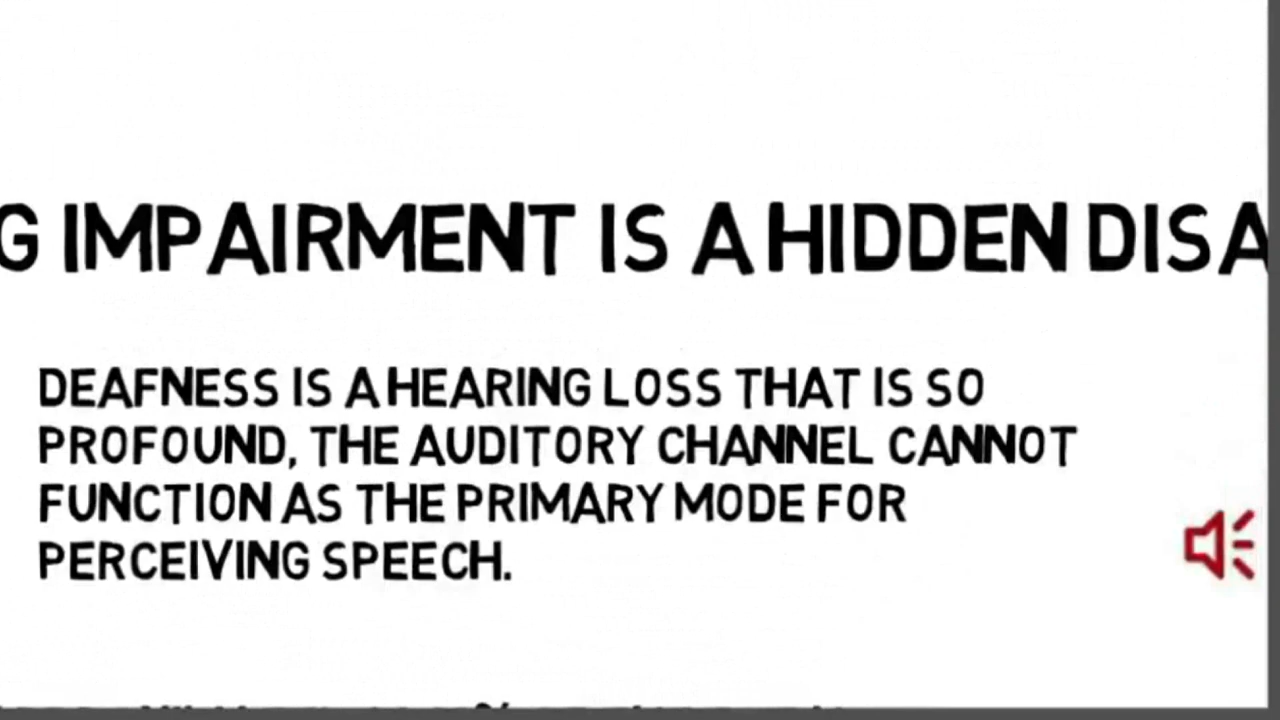 G IMPAIRMENT IS A HIDDEN DISA
DEAFNESS IS A HEARING LOSS THAT IS SO
PROFOUND, THE AUDITORY CHANNEL CANNOT
FUNCTION AS THE PRIMARY MODE FOR
PERCEIVING SPEECH.